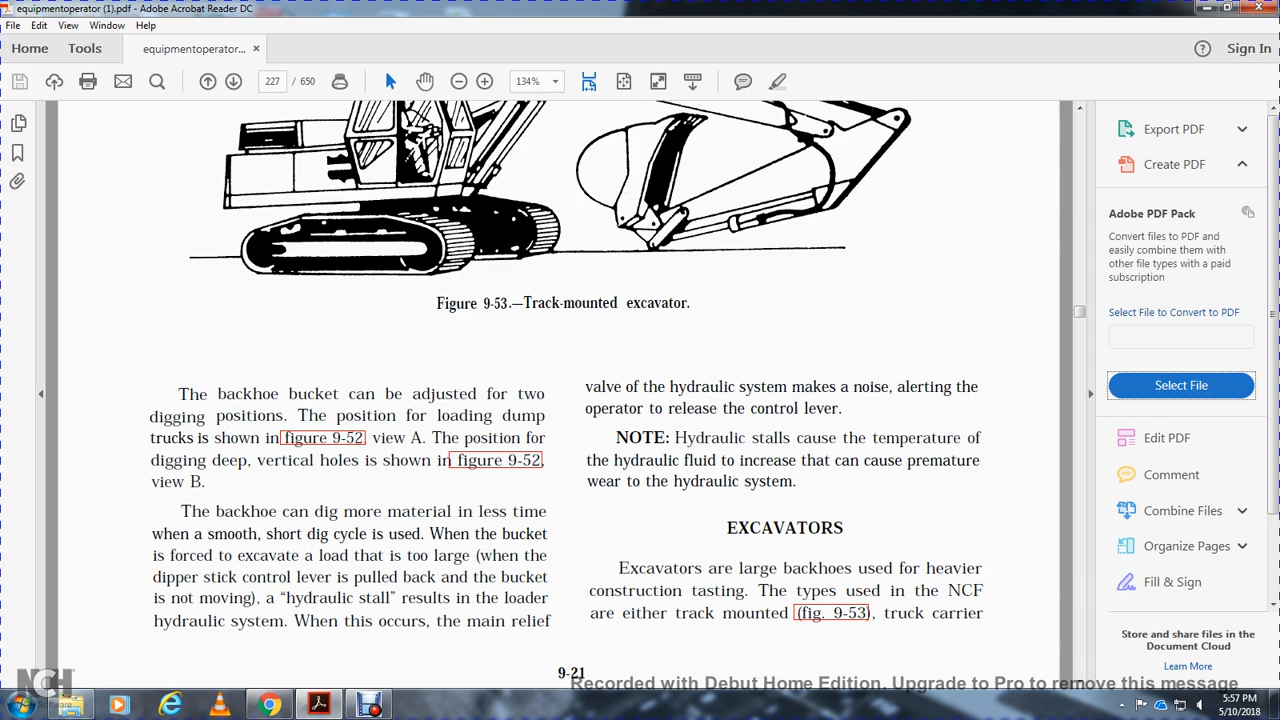 equipmentoperator (1).pdf - Adobe Acrobat Reader DC
File Edit View Window Help
Home Tools equipmentoperator... × Sign In
227 / 650 134%
Figure 9-53.—Track-mounted excavator.
The backhoe bucket can be adjusted for two
digging positions. The position for loading dump
trucks is shown in figure 9-52, view A. The position for
digging deep, vertical holes is shown in figure 9-52,
view B.
The backhoe can dig more material in less time
when a smooth, short dig cycle is used. When the bucket
is forced to excavate a load that is too large (when the
dipper stick control lever is pulled back and the bucket
is not moving), a “hydraulic stall” results in the loader
hydraulic system. When this occurs, the main relief
valve of the hydraulic system makes a noise, alerting the
operator to release the control lever.
NOTE: Hydraulic stalls cause the temperature of
the hydraulic fluid to increase that can cause premature
wear to the hydraulic system.
EXCAVATORS
Excavators are large backhoes used for heavier
construction tasting. The types used in the NCF
are either track mounted (fig. 9-53), truck carrier
9-21
Export PDF
Create PDF
Adobe PDF Pack
Convert files to PDF and
easily combine them with
other file types with a paid
subscription
Select File to Convert to PDF
Select File
Edit PDF
Comment
Combine Files
Organize Pages
Fill & Sign
Store and share files in the
Document Cloud
Learn More
NCH
Software
Recorded with Debut Home Edition. Upgrade to Pro to remove this message
5:57 PM
5/10/2018